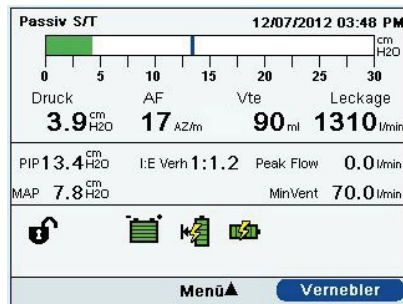 Passiv S/T 12/07/2012 03:48 PM
cm H2O
0 5 10 15 20 25 30
Druck AF Vte Leckage
3.9 cm H2O 17 AZ/m 90 ml 1310 l/min
PIP 13.4 cm H2O I:E Verh 1:1.2 Peak Flow 0.0 l/min
MAP 7.8 cm H2O MinVent 70.0 l/min
Menü▲ Vernebler